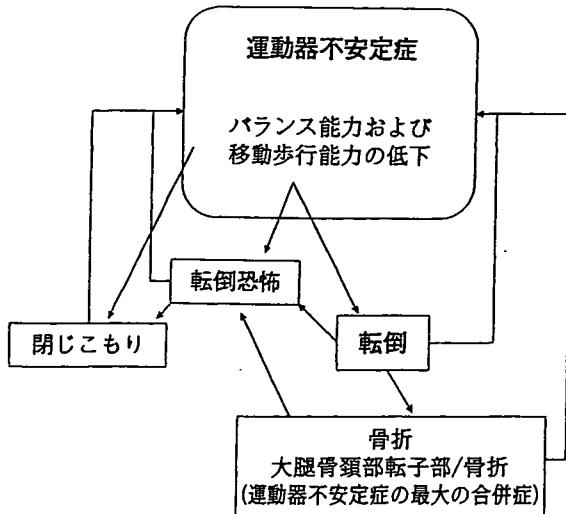 運動器不安定症
バランス能力および
移動歩行能力の低下
転倒恐怖
閉じこもり
転倒
骨折
大腿骨頚部転子部/骨折
(運動器不安定症の最大の合併症)